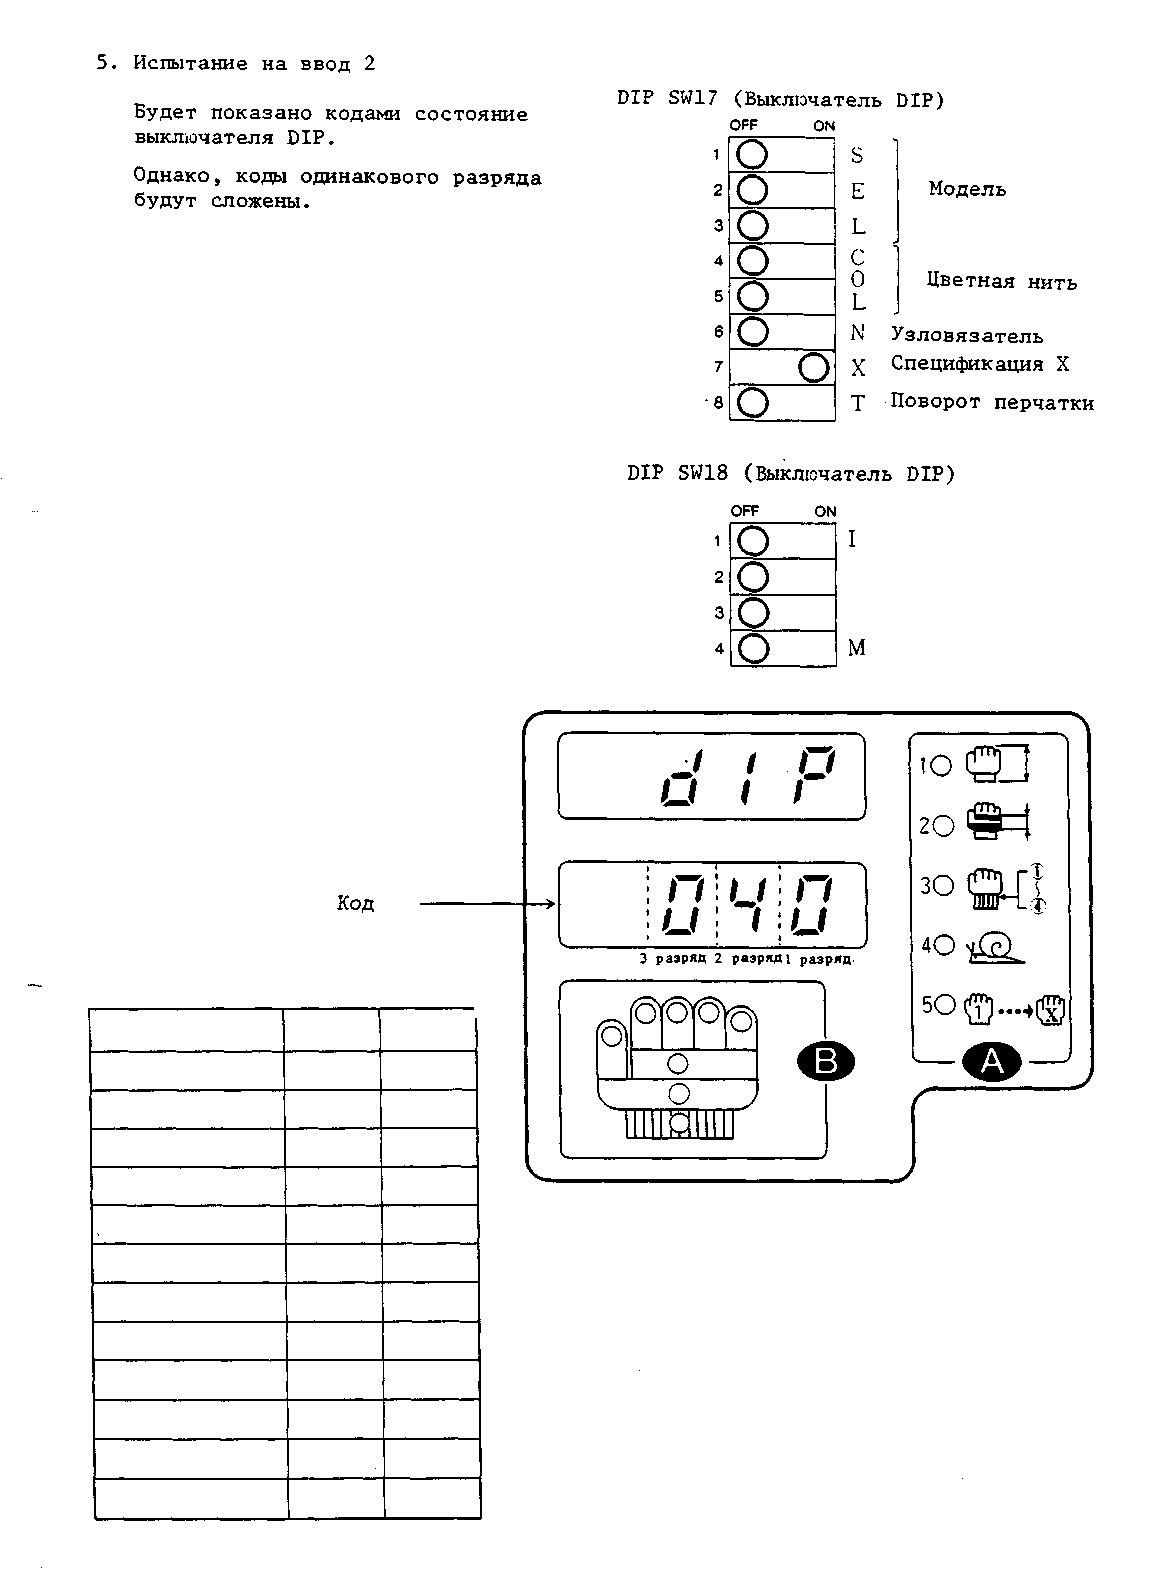 5. Испытание на ввод 2
Будет показано кодами состояние
выключателя DIP.
Однако, коды одинакового разряда
будут сложены.
DIP SW17 (Выключатель DIP)
OFF ON
1 S
2 E Модель
3 L
4 C
O Цветная нить
5 L
6 N Узловязатель
7 X Спецификация X
8 T Поворот перчатки
DIP SW18 (Выключатель DIP)
OFF ON
1 I
2
3
4 M
dIP
Код
040
3 разряд 2 разряд 1 разряд
B
1
2
3 1 4
4
5 1 X
A